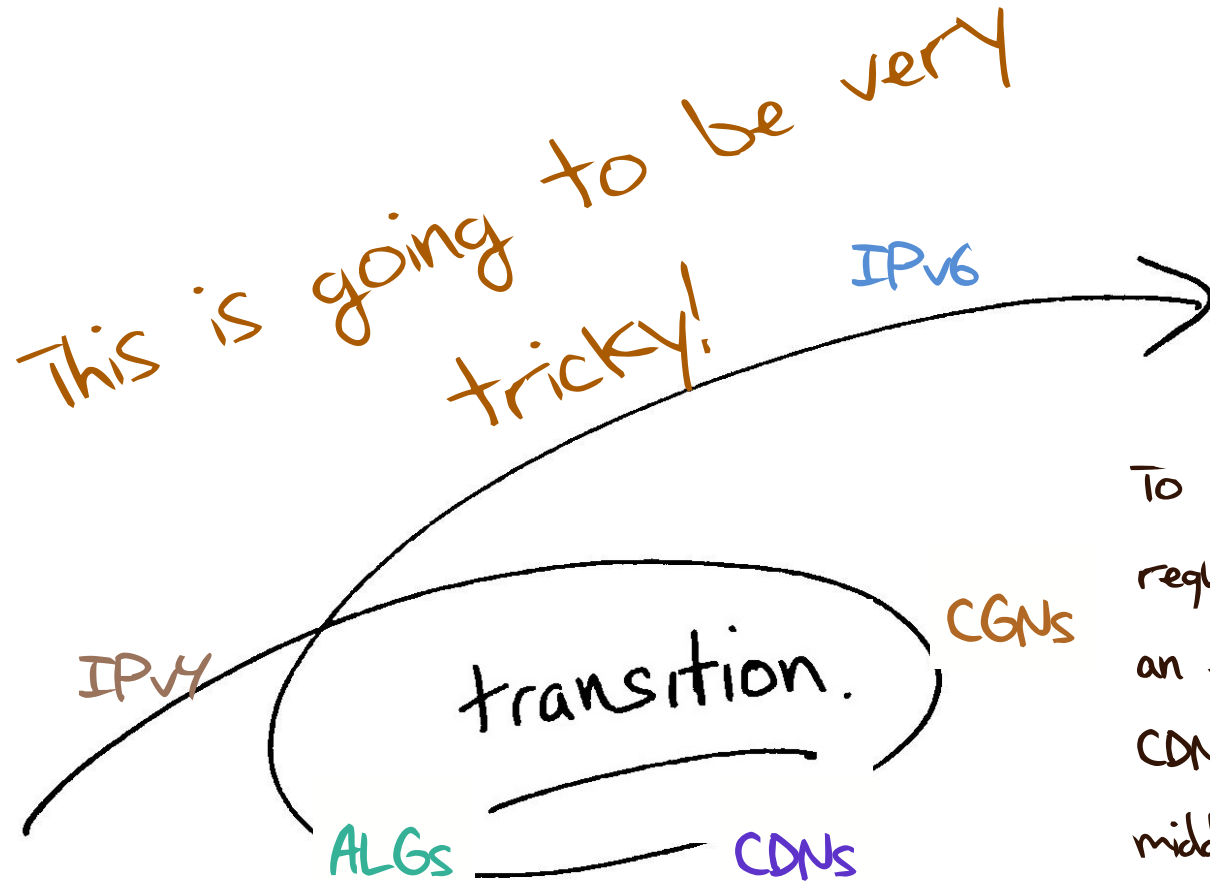 This is going to be very
tricky!
IPv6
IPv4
transition.
CGNs
ALGs
CDNs
To
an